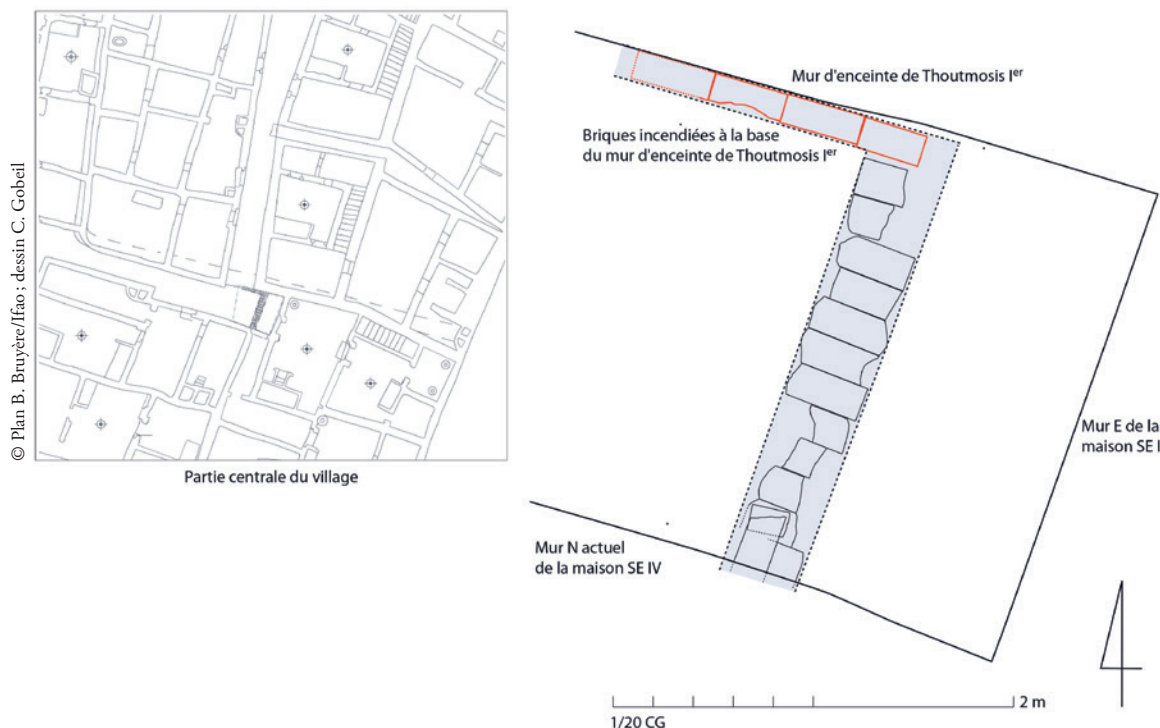 © Plan B. Bruyère/Ifao ; dessin C. Gobeil
Partie centrale du village
Mur d'enceinte de Thoutmosis Iᵉʳ
Briques incendiées à la base
du mur d'enceinte de Thoutmosis Iᵉʳ
Mur E de la
maison SE I
Mur N actuel
de la maison SE IV
2 m
1/20 CG